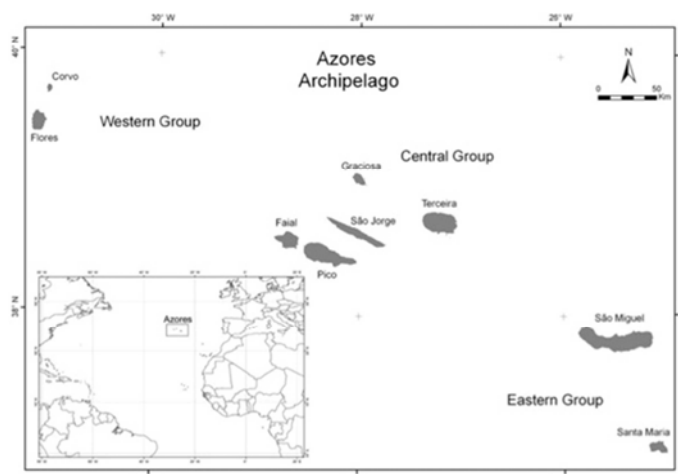 30° W
28° W
26° W
40° N
Azores
Archipelago
N
0
50
Km
Corvo
Western Group
Flores
Central Group
Graciosa
Terceira
São Jorge
Faial
Pico
38° N
Azores
São Miguel
Eastern Group
Santa Maria